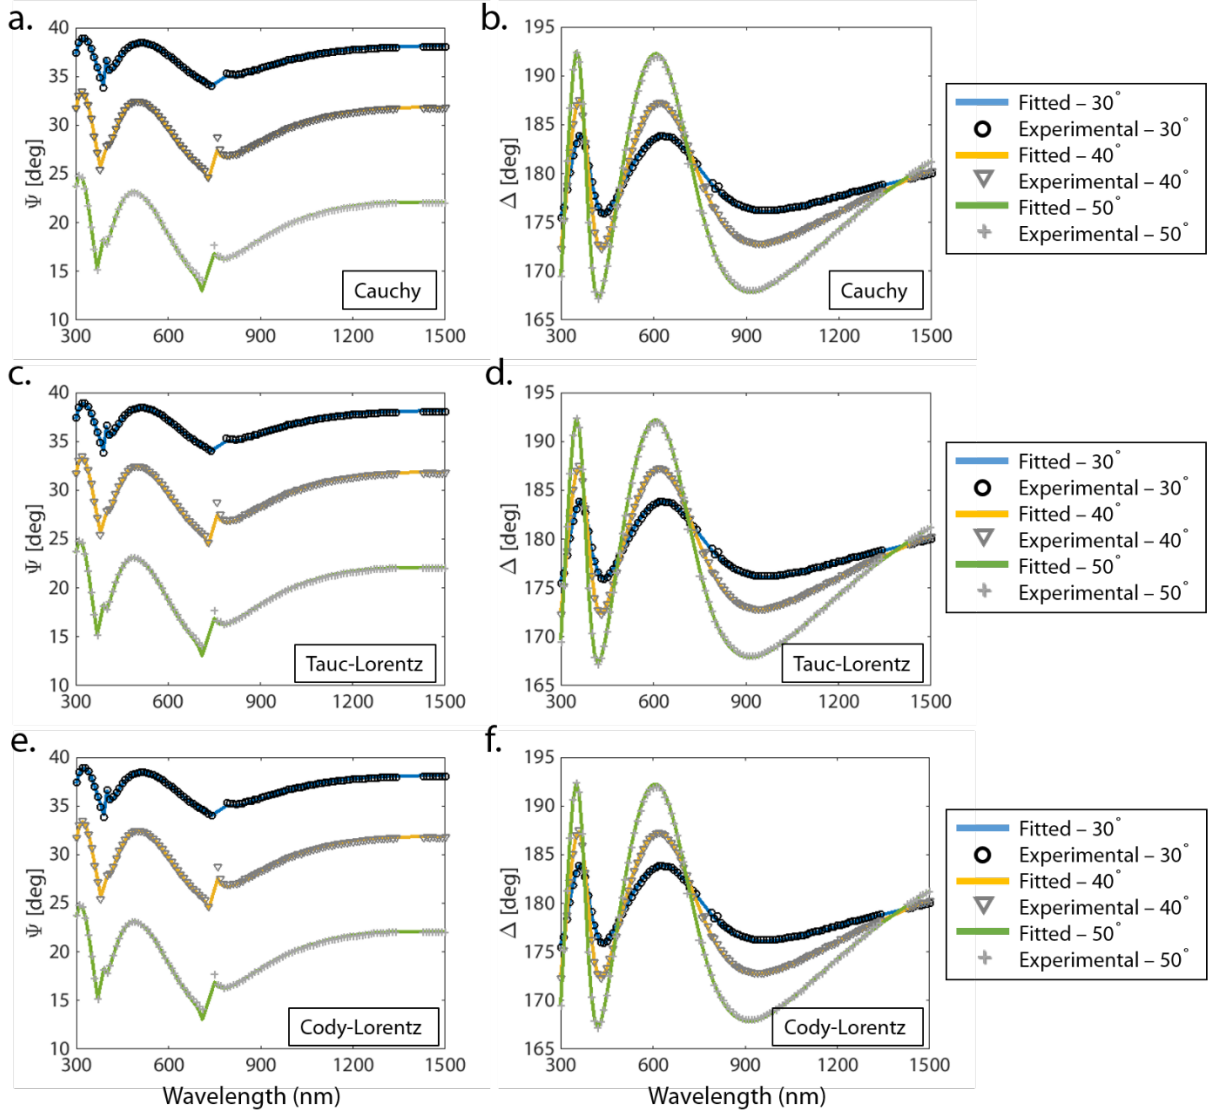 a.
40
35
30
25
20
15
10
Ψ [deg]
300 600 900 1200 1500
Cauchy
b.
195
190
185
180
175
170
165
Δ [deg]
300 600 900 1200 1500
Cauchy
Fitted – 30°
Experimental – 30°
Fitted – 40°
Experimental – 40°
Fitted – 50°
Experimental – 50°
c.
40
35
30
25
20
15
10
Ψ [deg]
300 600 900 1200 1500
Tauc-Lorentz
d.
195
190
185
180
175
170
165
Δ [deg]
300 600 900 1200 1500
Tauc-Lorentz
Fitted – 30°
Experimental – 30°
Fitted – 40°
Experimental – 40°
Fitted – 50°
Experimental – 50°
e.
40
35
30
25
20
15
10
Ψ [deg]
300 600 900 1200 1500
Cody-Lorentz
Wavelength (nm)
f.
195
190
185
180
175
170
165
Δ [deg]
300 600 900 1200 1500
Cody-Lorentz
Wavelength (nm)
Fitted – 30°
Experimental – 30°
Fitted – 40°
Experimental – 40°
Fitted – 50°
Experimental – 50°